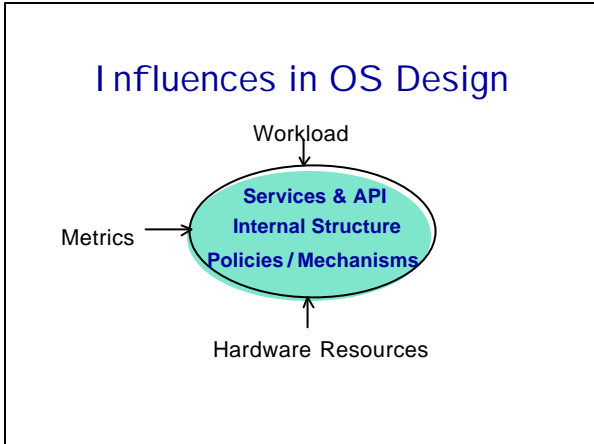 Influences in OS Design
Workload
Services & API
Internal Structure
Metrics
Policies / Mechanisms
Hardware Resources